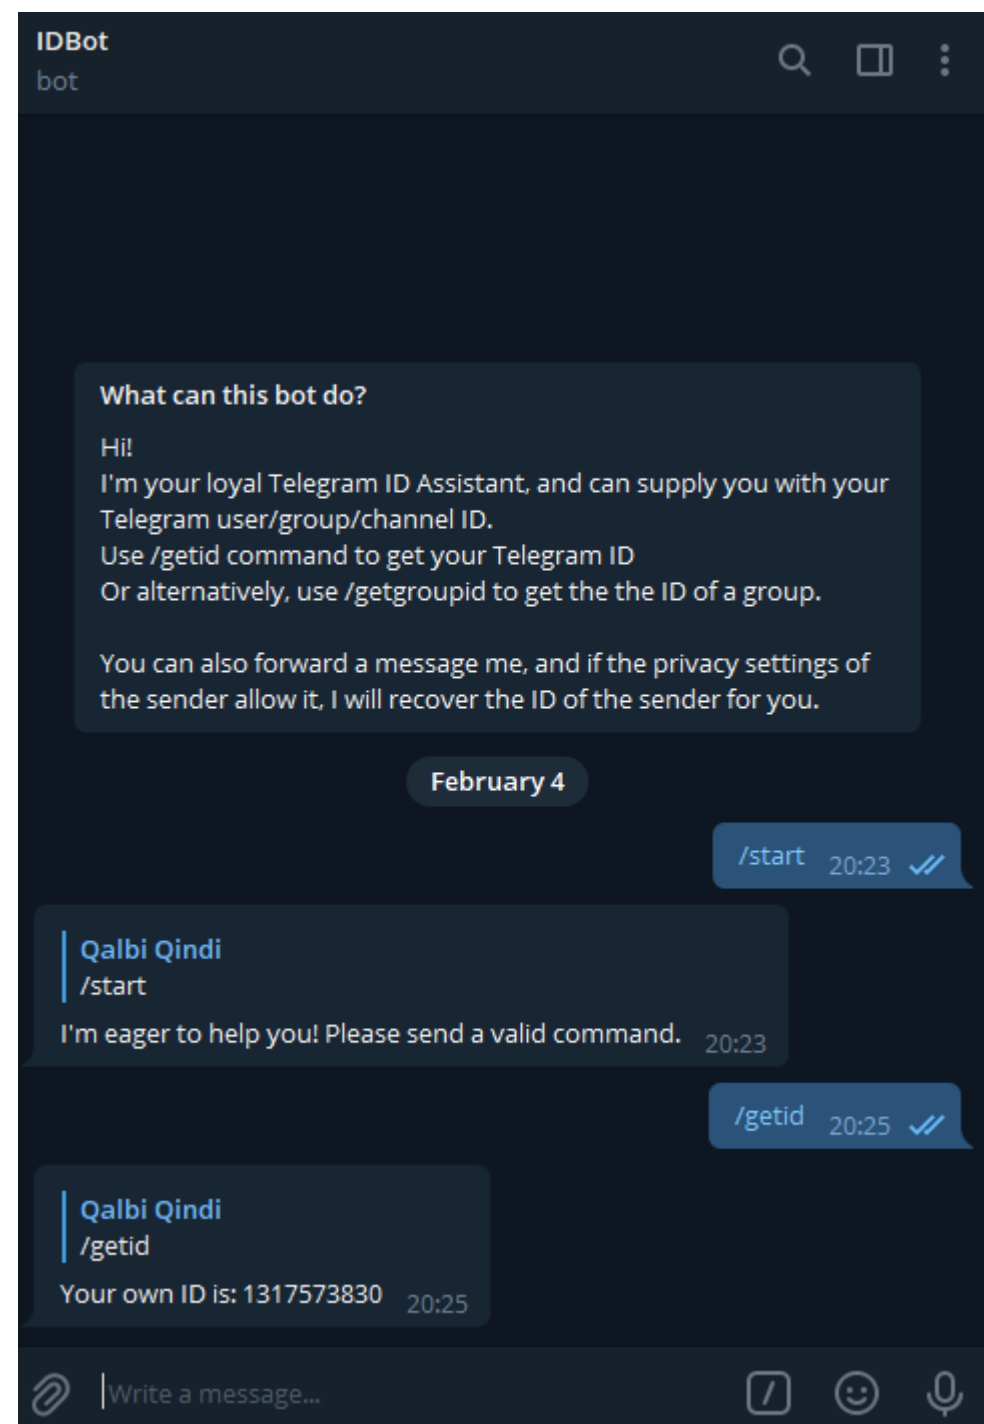 IDBot
bot
What can this bot do?
Hi!
I'm your loyal Telegram ID Assistant, and can supply you with your
Telegram user/group/channel ID.
Use /getid command to get your Telegram ID
Or alternatively, use /getgroupid to get the the ID of a group.
You can also forward a message me, and if the privacy settings of
the sender allow it, I will recover the ID of the sender for you.
February 4
/start 20:23
Qalbi Qindi
/start
I'm eager to help you! Please send a valid command. 20:23
/getid 20:25
Qalbi Qindi
/getid
Your own ID is: 1317573830 20:25
Write a message...